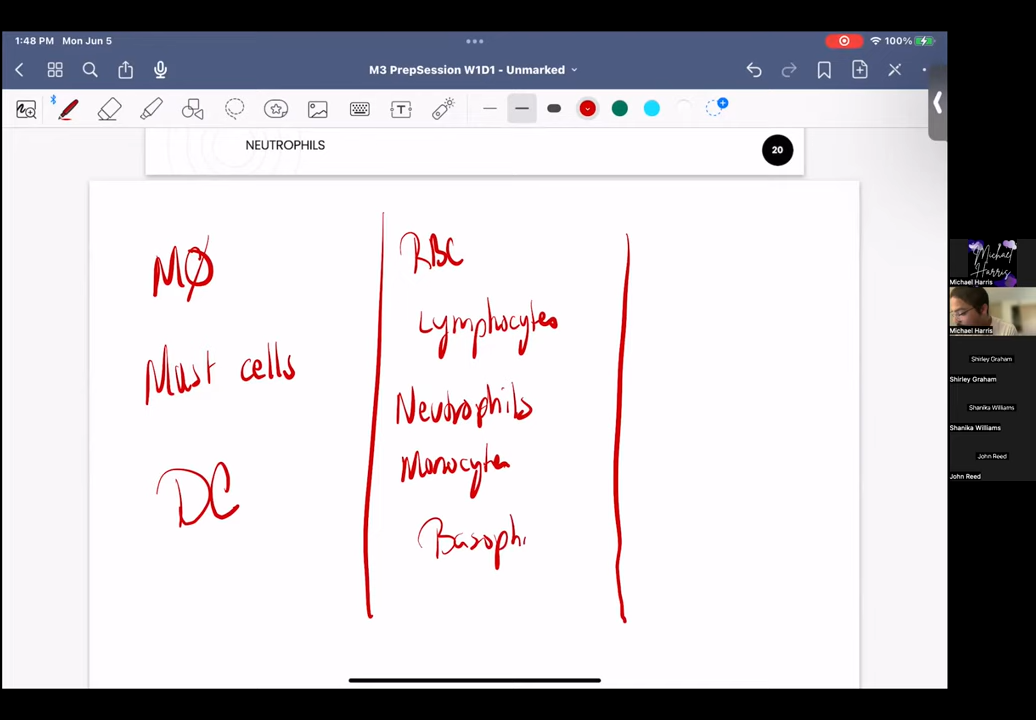 1:48 PM Mon Jun 5
100%
M3 PrepSession W1D1 - Unmarked
T
NEUTROPHILS
20
MØ
Mast cells
DC
RBC
Lymphocytes
Neutrophils
Monocytes
Basophi
Michael Harris
Michael Harris
Michael Harris
Shirley Graham
Shirley Graham
Shanika Williams
Shanika Williams
John Reed
John Reed